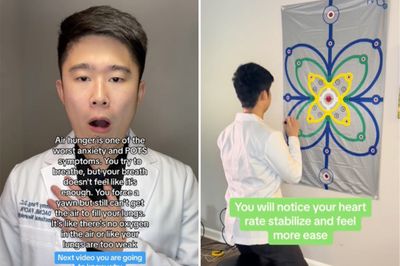 Air hunger is one of the
worst anxiety and POTS
symptoms. You try to
breathe, but your breath
doesn't feel like it's
enough. You force a
yawn but still can't get
the air to fill your lungs.
It's like there's no oxygen
in the air or like your
lungs are too weak
Next video you are going
You will notice your heart
rate stabilize and feel
more ease